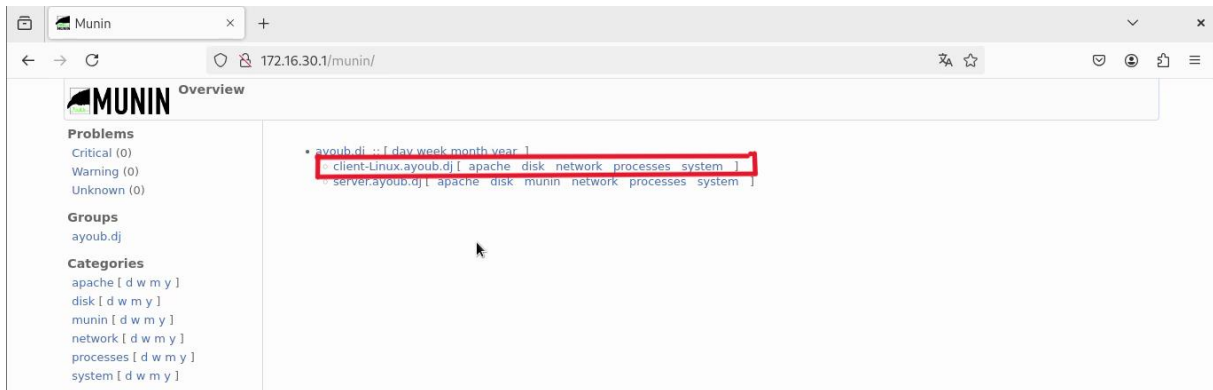 Munin
172.16.30.1/munin/
MUNIN Overview
Problems
Critical (0)
Warning (0)
Unknown (0)
Groups
ayoub.dj
Categories
apache [ d w m y ]
disk [ d w m y ]
munin [ d w m y ]
network [ d w m y ]
processes [ d w m y ]
system [ d w m y ]
ayoub.dj :: [ day week month year ]
client-Linux.ayoub.dj [ apache disk network processes system ]
server.ayoub.dj [ apache disk munin network processes system ]